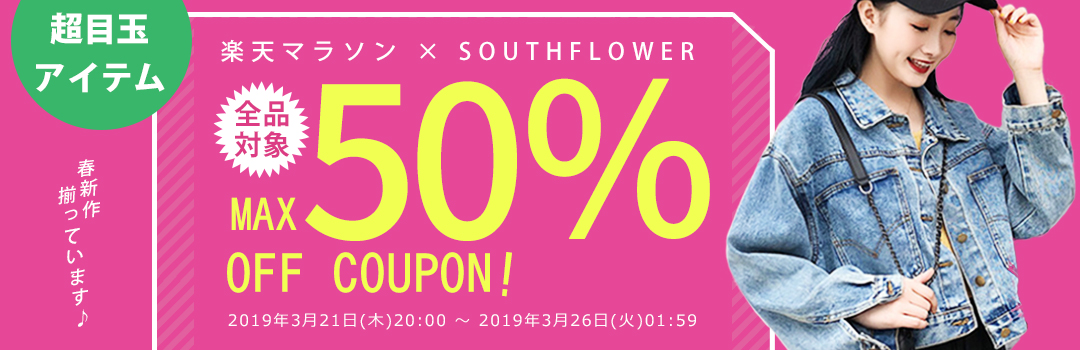 超目玉
アイテム
楽天マラソン × SOUTHFLOWER
全品
対象
MAX
50%
OFF COUPON!
2019年3月21日(木)20:00 ～ 2019年3月26日(火)01:59
春新作
揃っています♪